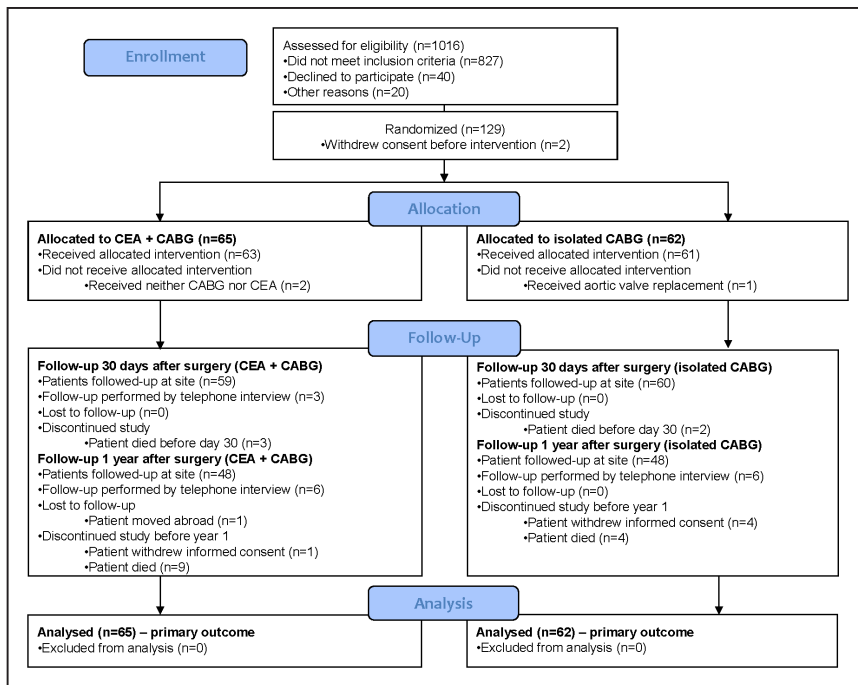 Enrollment
Assessed for eligibility (n=1016)
•Did not meet inclusion criteria (n=827)
•Declined to participate (n=40)
•Other reasons (n=20)
Randomized (n=129)
•Withdrew consent before intervention (n=2)
Allocation
Allocated to CEA + CABG (n=65)
•Received allocated intervention (n=63)
•Did not receive allocated intervention
•Received neither CABG nor CEA (n=2)
Allocated to isolated CABG (n=62)
•Received allocated intervention (n=61)
•Did not receive allocated intervention
•Received aortic valve replacement (n=1)
Follow-Up
Follow-up 30 days after surgery (CEA + CABG)
•Patients followed-up at site (n=59)
•Follow-up performed by telephone interview (n=3)
•Lost to follow-up (n=0)
•Discontinued study
•Patient died before day 30 (n=3)
Follow-up 1 year after surgery (CEA + CABG)
•Patients followed-up at site (n=48)
•Follow-up performed by telephone interview (n=6)
•Lost to follow-up
•Patient moved abroad (n=1)
•Discontinued study before year 1
•Patient withdrew informed consent (n=1)
•Patient died (n=9)
Follow-up 30 days after surgery (isolated CABG)
•Patients followed-up at site (n=60)
•Lost to follow-up (n=0)
•Discontinued study
•Patient died before day 30 (n=2)
Follow-up 1 year after surgery (isolated CABG)
•Patient followed-up at site (n=48)
•Follow-up performed by telephone interview (n=6)
•Lost to follow-up (n=0)
•Discontinued study before year 1
•Patient withdrew informed consent (n=4)
•Patient died (n=4)
Analysis
Analysed (n=65) – primary outcome
•Excluded from analysis (n=0)
Analysed (n=62) – primary outcome
•Excluded from analysis (n=0)